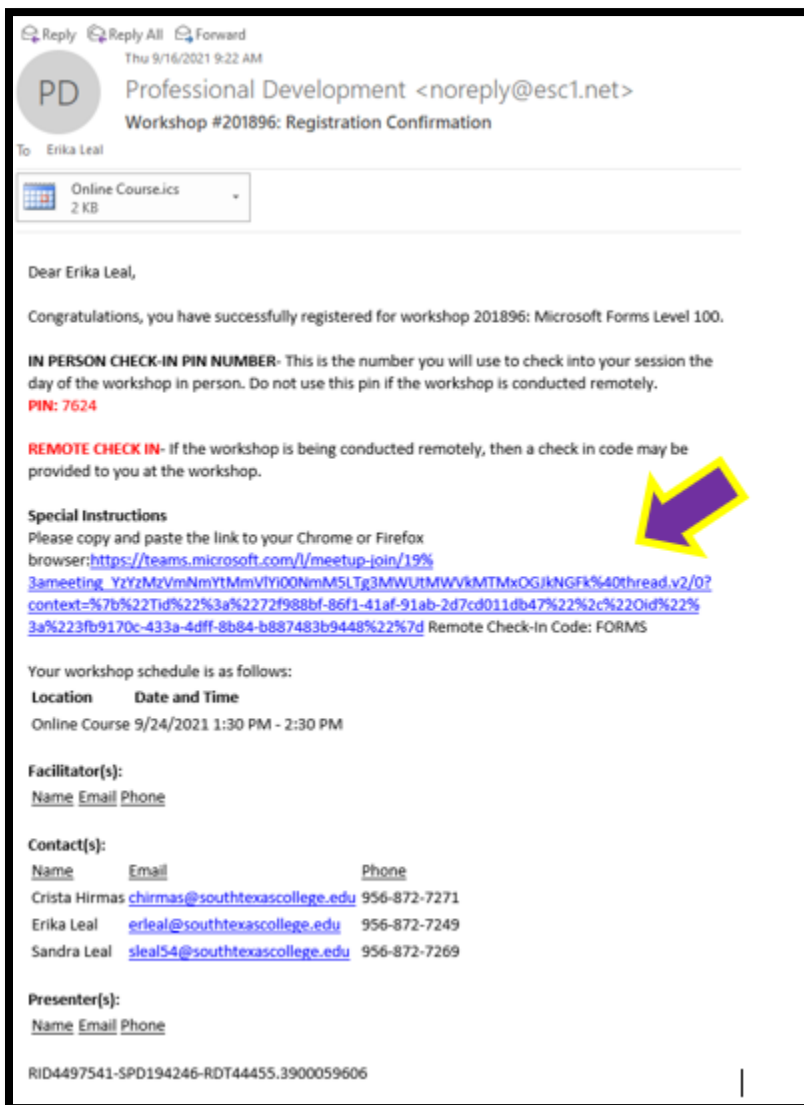 Reply Reply All Forward
Thu 9/16/2021 9:22 AM
PD
Professional Development <noreply@esc1.net>
Workshop #201896: Registration Confirmation
To Erika Leal
Online Course.ics
2 KB
Dear Erika Leal,
Congratulations, you have successfully registered for workshop 201896: Microsoft Forms Level 100.
IN PERSON CHECK-IN PIN NUMBER- This is the number you will use to check into your session the
day of the workshop in person. Do not use this pin if the workshop is conducted remotely.
PIN: 7624
REMOTE CHECK IN- If the workshop is being conducted remotely, then a check in code may be
provided to you at the workshop.
Special Instructions
Please copy and paste the link to your Chrome or Firefox
browser:https://teams.microsoft.com/l/meetup-join/19%
3ameeting_YzYzMzVmNmYtMmVlYi00NmM5LTg3MWUtMWVkMTMxOGJkNGFk%40thread.v2/0?
context=%7b%22Tid%22%3a%2272f988bf-86f1-41af-91ab-2d7cd011db47%22%2c%22Oid%22%
3a%223fb9170c-433a-4dff-8b84-b887483b9448%22%7d Remote Check-In Code: FORMS
Your workshop schedule is as follows:
Location Date and Time
Online Course 9/24/2021 1:30 PM - 2:30 PM
Facilitator(s):
Name Email Phone
Contact(s):
Name Email Phone
Crista Hirmas chirmas@southtexascollege.edu 956-872-7271
Erika Leal erleal@southtexascollege.edu 956-872-7249
Sandra Leal sleal54@southtexascollege.edu 956-872-7269
Presenter(s):
Name Email Phone
RID4497541-SPD194246-RDT44455.3900059606